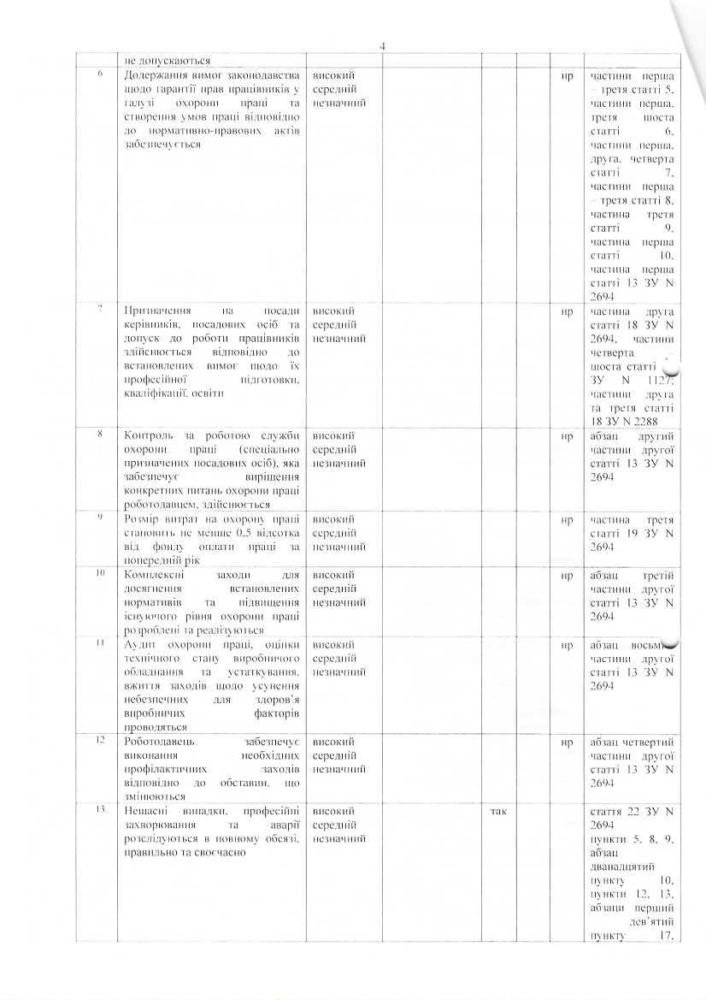 4
не допускаються
6
Додержання вимог законодавства
щодо гарантії прав працівників у
галузі охорони праці та
створення умов праці відповідно
до нормативно-правових актів
забезпечується
високий
середній
незначний
нр
частини перша
– третя статті 5,
частини перша,
третя шоста
статті 6,
частини перша,
друга, четверта
статті 7,
частини перша
– третя статті 8,
частина третя
статті 9,
частина перша
статті 10,
частина перша
статті 13 ЗУ N
2694
7
Призначення на посади
керівників, посадових осіб та
допуск до роботи працівників
здійснюється відповідно до
встановлених вимог щодо їх
професійної підготовки,
кваліфікації, освіти
високий
середній
незначний
нр
частина друга
статті 18 ЗУ N
2694, частини
четверта –
шоста статті
ЗУ N 1127;
частини друга
та третя статті
18 ЗУ N 2288
8
Контроль за роботою служби
охорони праці (спеціально
призначених посадових осіб), яка
забезпечує вирішення
конкретних питань охорони праці
роботодавцем, здійснюється
високий
середній
незначний
нр
абзац другий
частини другої
статті 13 ЗУ N
2694
9
Розмір витрат на охорону праці
становить не менше 0,5 відсотка
від фонду оплати праці за
попередній рік
високий
середній
незначний
нр
частина третя
статті 19 ЗУ N
2694
10
Комплексні заходи для
досягнення встановлених
нормативів та підвищення
існуючого рівня охорони праці
розроблені та реалізуються
високий
середній
незначний
нр
абзац третій
частини другої
статті 13 ЗУ N
2694
11
Аудит охорони праці, оцінки
технічного стану виробничого
обладнання та устаткування,
вжиття заходів щодо усунення
небезпечних для здоров’я
виробничих факторів
проводяться
високий
середній
незначний
нр
абзац
частини другої
статті 13 ЗУ N
2694
12
Роботодавець забезпечує
виконання необхідних
профілактичних заходів
відповідно до обставин, що
змінюються
високий
середній
незначний
нр
абзац четвертий
частини другої
статті 13 ЗУ N
2694
13
Нещасні випадки, професійні
захворювання та аварії
розслідуються в повному обсязі,
правильно та своєчасно
високий
середній
незначний
так
стаття 22 ЗУ N
2694
пункти 5, 8, 9,
абзац
дванадцятий
пункту 10,
пункти 12, 13,
абзаци перший
дев’ятий
пункту 17,